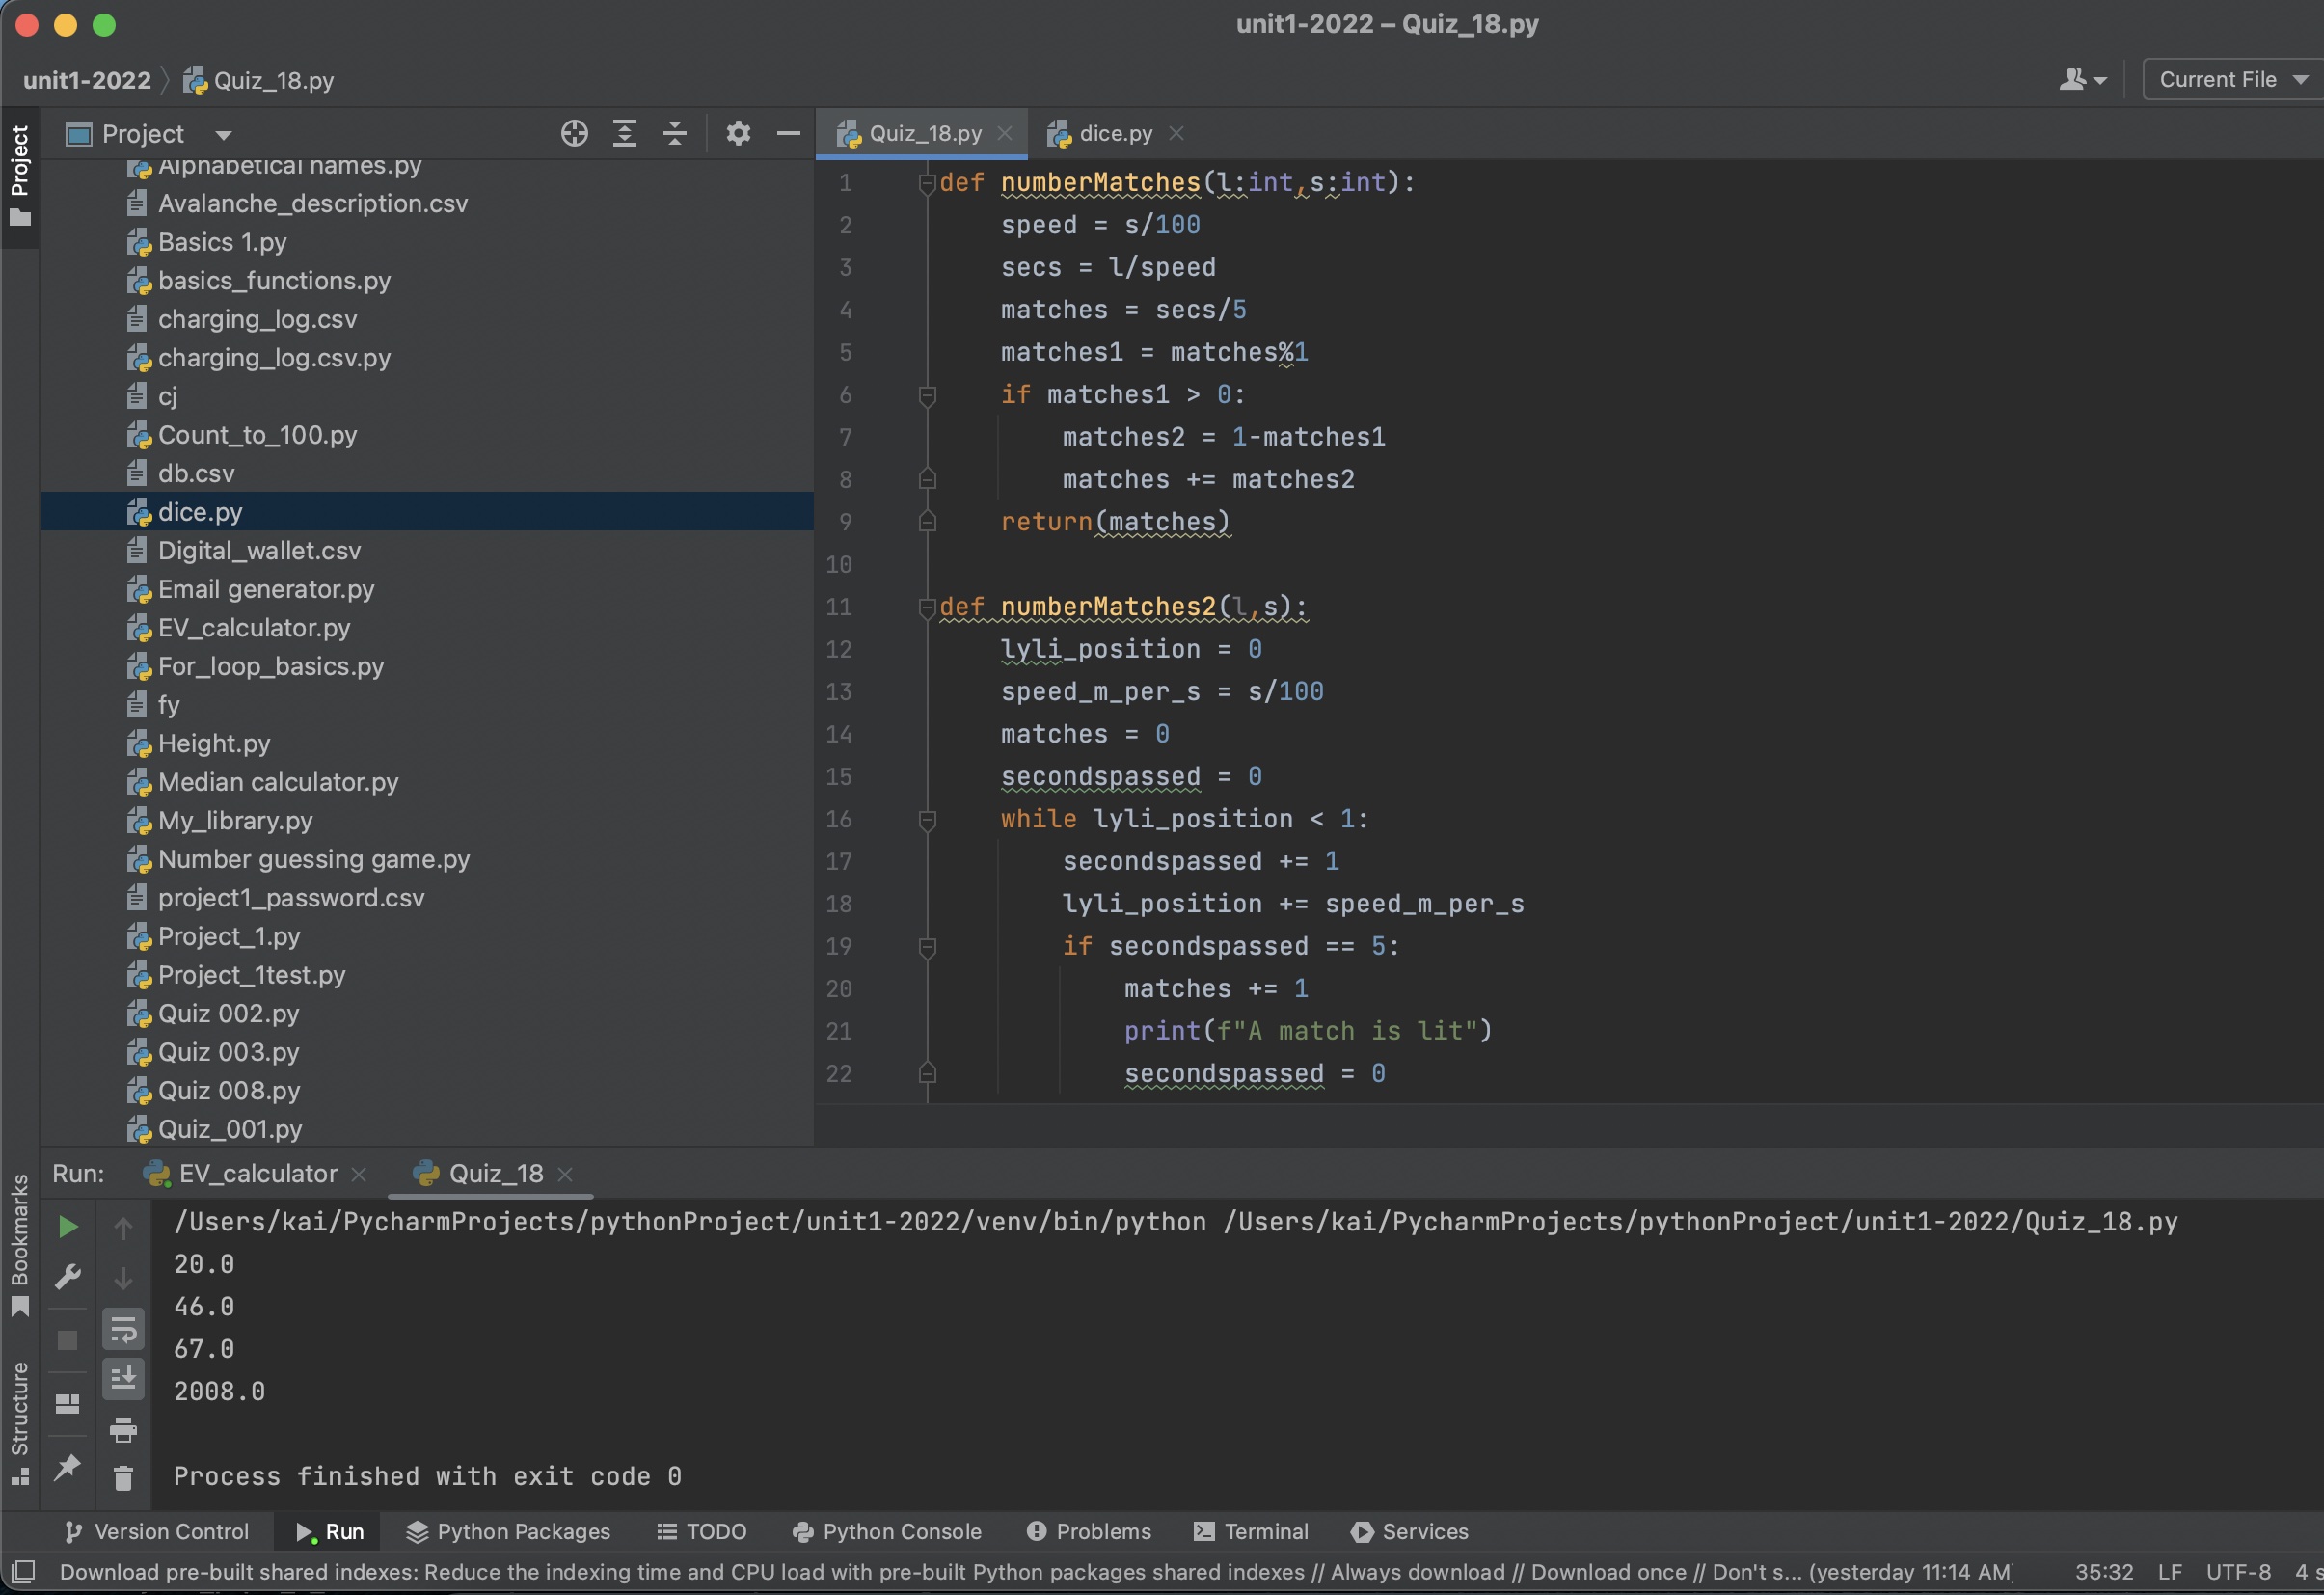 unit1-2022 – Quiz_18.py
unit1-2022 Quiz_18.py
Current File
Project
Project
Quiz_18.py
dice.py
Alphabetical names.py
Avalanche_description.csv
Basics 1.py
basics_functions.py
charging_log.csv
charging_log.csv.py
cj
Count_to_100.py
db.csv
dice.py
Digital_wallet.csv
Email generator.py
EV_calculator.py
For_loop_basics.py
fy
Height.py
Median calculator.py
My_library.py
Number guessing game.py
project1_password.csv
Project_1.py
Project_1test.py
Quiz 002.py
Quiz 003.py
Quiz 008.py
Quiz_001.py
1 def numberMatches(l:int,s:int):
2 speed = s/100
3 secs = l/speed
4 matches = secs/5
5 matches1 = matches%1
6 if matches1 > 0:
7 matches2 = 1-matches1
8 matches += matches2
9 return(matches)
10
11 def numberMatches2(l,s):
12 lyli_position = 0
13 speed_m_per_s = s/100
14 matches = 0
15 secondspassed = 0
16 while lyli_position < 1:
17 secondspassed += 1
18 lyli_position += speed_m_per_s
19 if secondspassed == 5:
20 matches += 1
21 print(f"A match is lit")
22 secondspassed = 0
Run: EV_calculator Quiz_18
Bookmarks
Structure
/Users/kai/PycharmProjects/pythonProject/unit1-2022/venv/bin/python /Users/kai/PycharmProjects/pythonProject/unit1-2022/Quiz_18.py
20.0
46.0
67.0
2008.0
Process finished with exit code 0
Version Control Run Python Packages TODO Python Console Problems Terminal Services
Download pre-built shared indexes: Reduce the indexing time and CPU load with pre-built Python packages shared indexes // Always download // Download once // Don't s... (yesterday 11:14 AM) 35:32 LF UTF-8 4 s